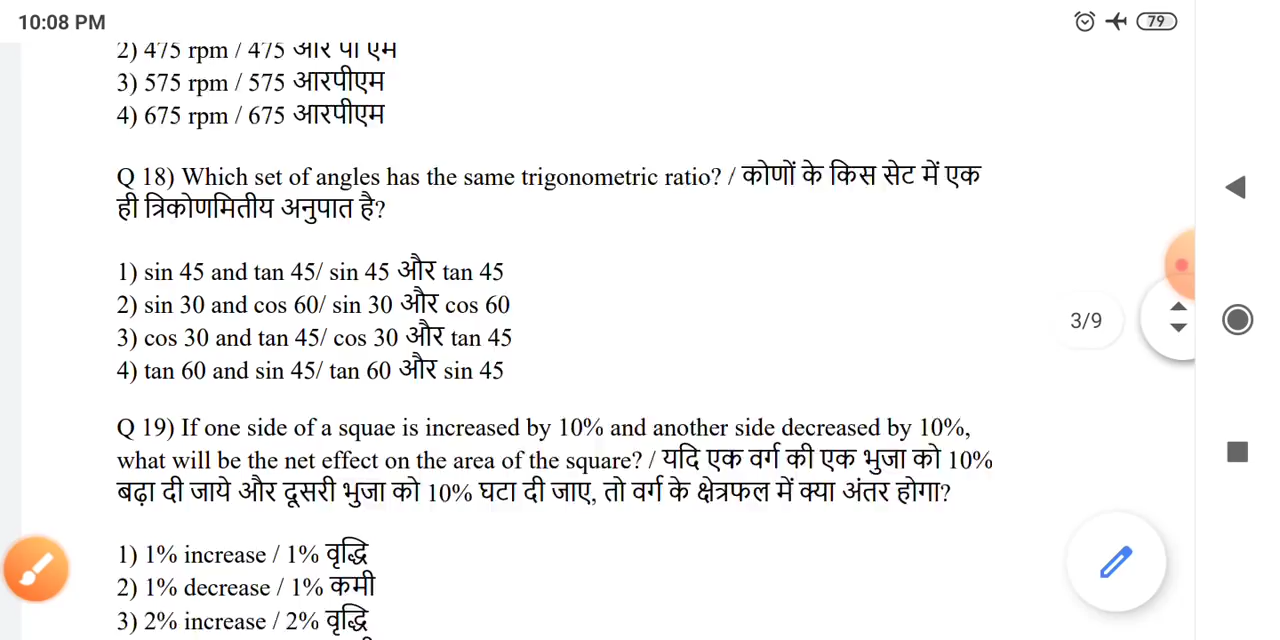 10:08 PM
79
2) 475 rpm / 475 आर पी एम
3) 575 rpm / 575 आरपीएम
4) 675 rpm / 675 आरपीएम
Q 18) Which set of angles has the same trigonometric ratio? / कोणों के किस सेट में एक
ही त्रिकोणमितीय अनुपात है?
1) sin 45 and tan 45/ sin 45 और tan 45
2) sin 30 and cos 60/ sin 30 और cos 60
3) cos 30 and tan 45/ cos 30 और tan 45
4) tan 60 and sin 45/ tan 60 और sin 45
3/9
Q 19) If one side of a squae is increased by 10% and another side decreased by 10%,
what will be the net effect on the area of the square? / यदि एक वर्ग की एक भुजा को 10%
बढ़ा दी जाये और दूसरी भुजा को 10% घटा दी जाए, तो वर्ग के क्षेत्रफल में क्या अंतर होगा?
1) 1% increase / 1% वृद्धि
2) 1% decrease / 1% कमी
3) 2% increase / 2% वृद्धि